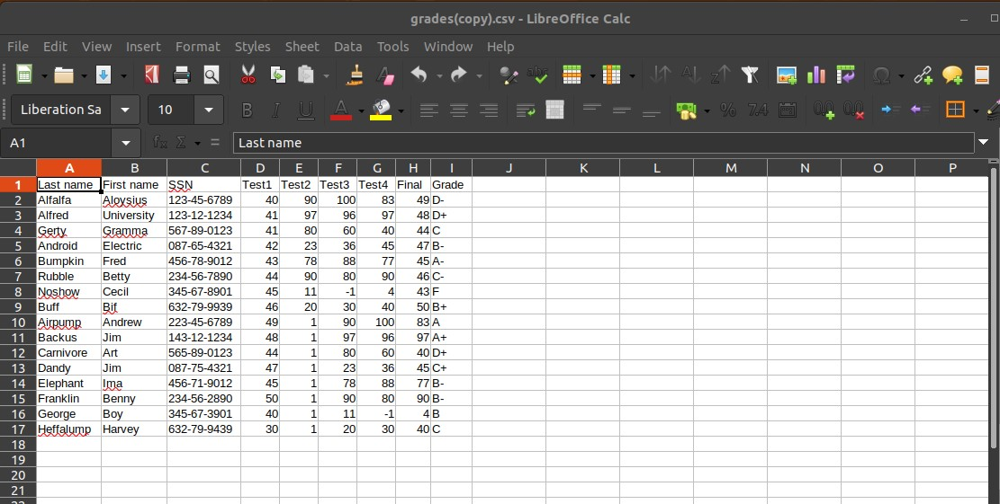 grades(copy).csv - LibreOffice Calc
File Edit View Insert Format Styles Sheet Data Tools Window Help
Liberation Sa 10 B I U A % 7.4 0.0 0.0
A1 fx Σ = Last name
A B C D E F G H I J K L M N O P
1 Last name First name SSN Test1 Test2 Test3 Test4 Final Grade
2 Alfalfa Aloysius 123-45-6789 40 90 100 83 49 D-
3 Alfred University 123-12-1234 41 97 96 97 48 D+
4 Gerty Gramma 567-89-0123 41 80 60 40 44 C
5 Android Electric 087-65-4321 42 23 36 45 47 B-
6 Bumpkin Fred 456-78-9012 43 78 88 77 45 A-
7 Rubble Betty 234-56-7890 44 90 80 90 46 C-
8 Noshow Cecil 345-67-8901 45 11 -1 4 43 F
9 Buff Bif 632-79-9939 46 20 30 40 50 B+
10 Airpump Andrew 223-45-6789 49 1 90 100 83 A
11 Backus Jim 143-12-1234 48 1 97 96 97 A+
12 Carnivore Art 565-89-0123 44 1 80 60 40 D+
13 Dandy Jim 087-75-4321 47 1 23 36 45 C+
14 Elephant Ima 456-71-9012 45 1 78 88 77 B-
15 Franklin Benny 234-56-2890 50 1 90 80 90 B-
16 George Boy 345-67-3901 40 1 11 -1 4 B
17 Heffalump Harvey 632-79-9439 30 1 20 30 40 C
18
19
20
21